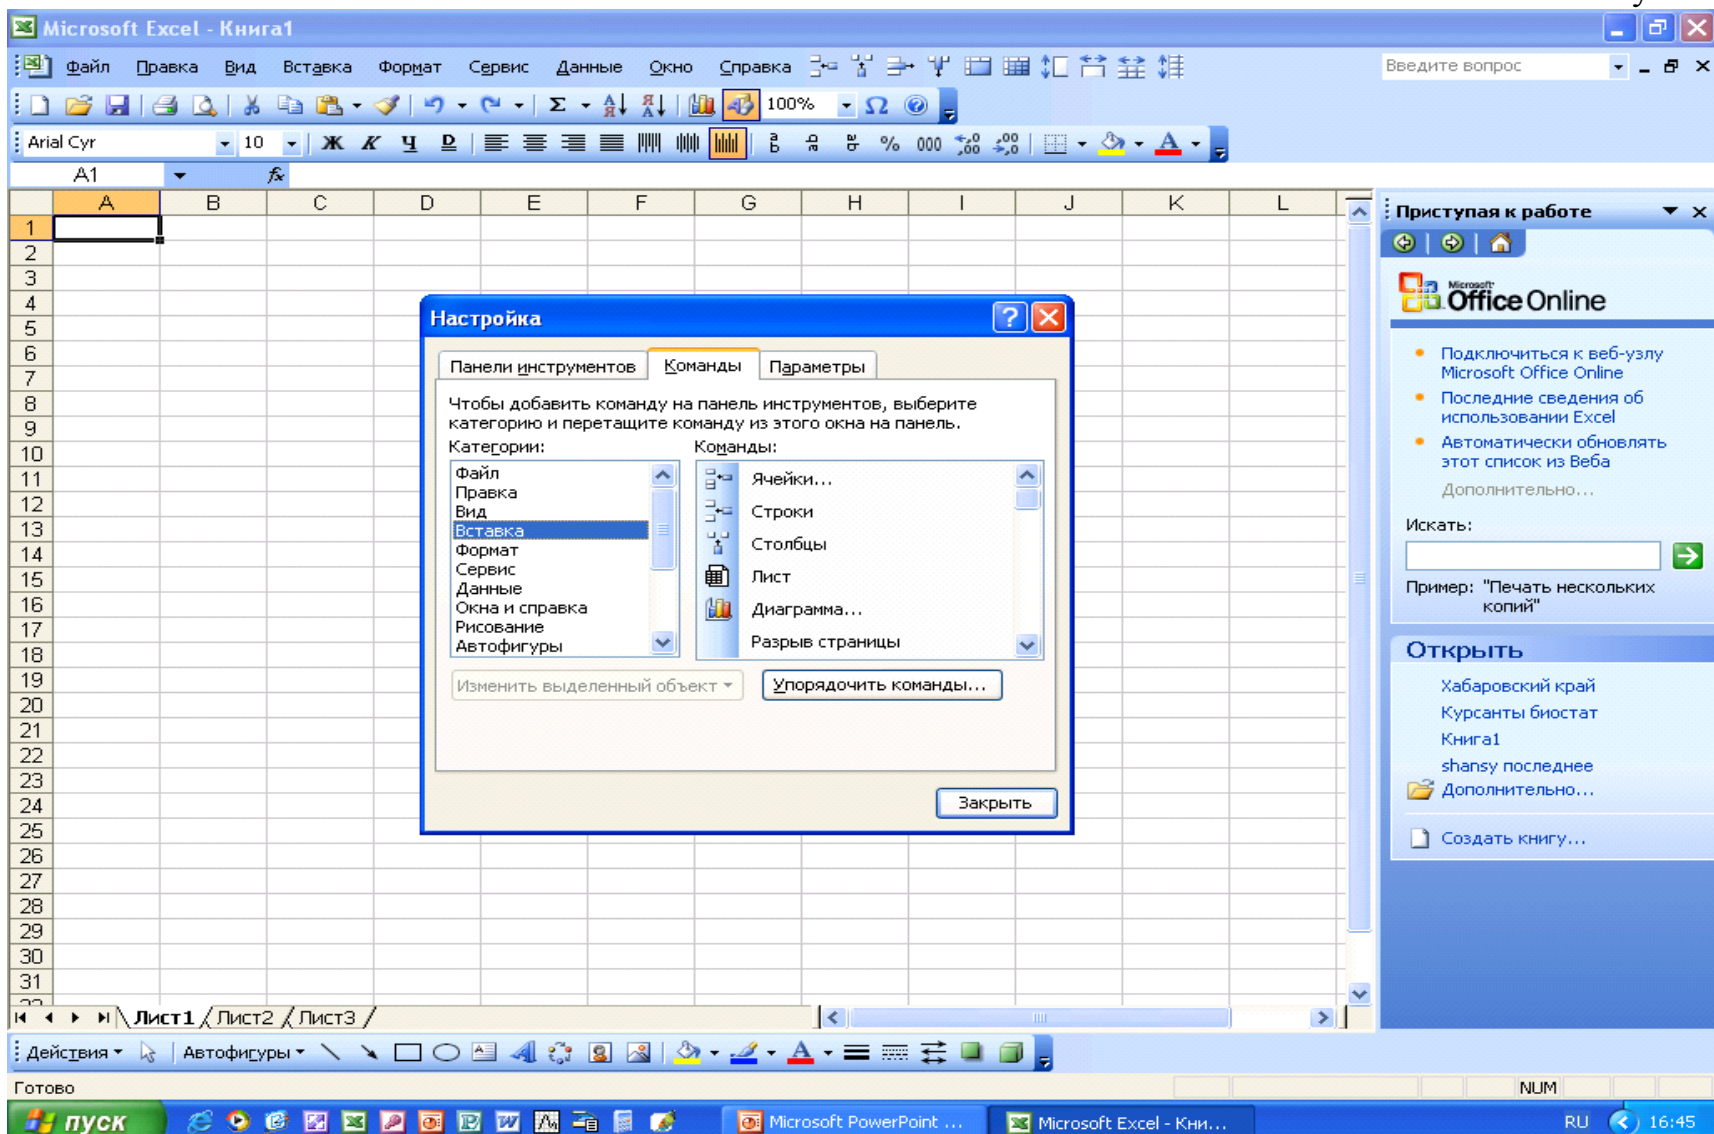 у
Microsoft Excel - Книга1
Файл Правка Вид Вставка Формат Сервис Данные Окно Справка Введите вопрос
100%
Arial Cyr 10 Ж К Ч D % 000
A1 fx
A B C D E F G H I J K L
1
2
3
4
5
6
7
8
9
10
11
12
13
14
15
16
17
18
19
20
21
22
23
24
25
26
27
28
29
30
31
Настройка
Панели инструментов Команды Параметры
Чтобы добавить команду на панель инструментов, выберите
категорию и перетащите команду из этого окна на панель.
Категории: Команды:
Файл
Правка
Вид
Вставка
Формат
Сервис
Данные
Окна и справка
Рисование
Автофигуры
Ячейки...
Строки
Столбцы
Лист
Диаграмма...
Разрыв страницы
Изменить выделенный объект Упорядочить команды...
Закрыть
Приступая к работе
Microsoft
Office Online
Подключиться к веб-узлу
Microsoft Office Online
Последние сведения об
использовании Excel
Автоматически обновлять
этот список из Веба
Дополнительно...
Искать:
Пример: "Печать нескольких
копий"
Открыть
Хабаровский край
Курсанты биостат
Книга1
shansy последнее
Дополнительно...
Создать книгу...
Лист1 Лист2 Лист3
Действия Автофигуры
Готово NUM
пуск Microsoft PowerPoint ... Microsoft Excel - Кни... RU 16:45